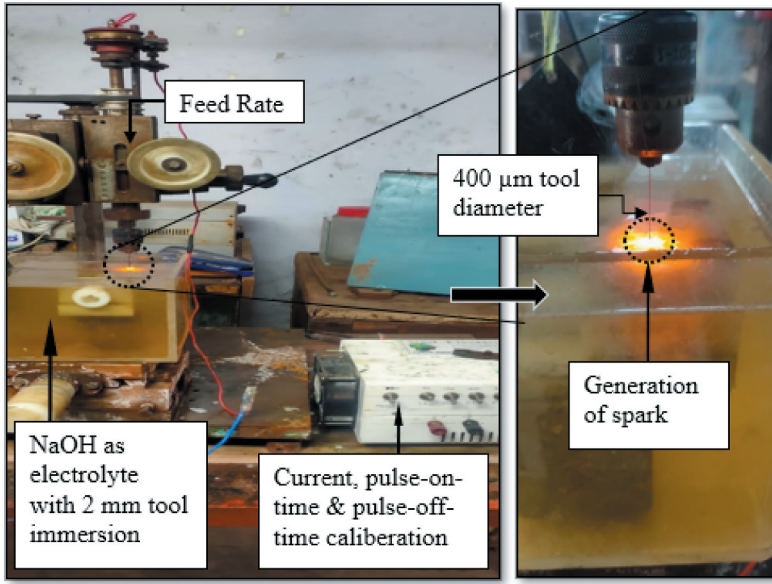 Feed Rate
400 µm tool
diameter
Generation
of spark
NaOH as
electrolyte
with 2 mm tool
immersion
Current, pulse-on-
time & pulse-off-
time caliberation